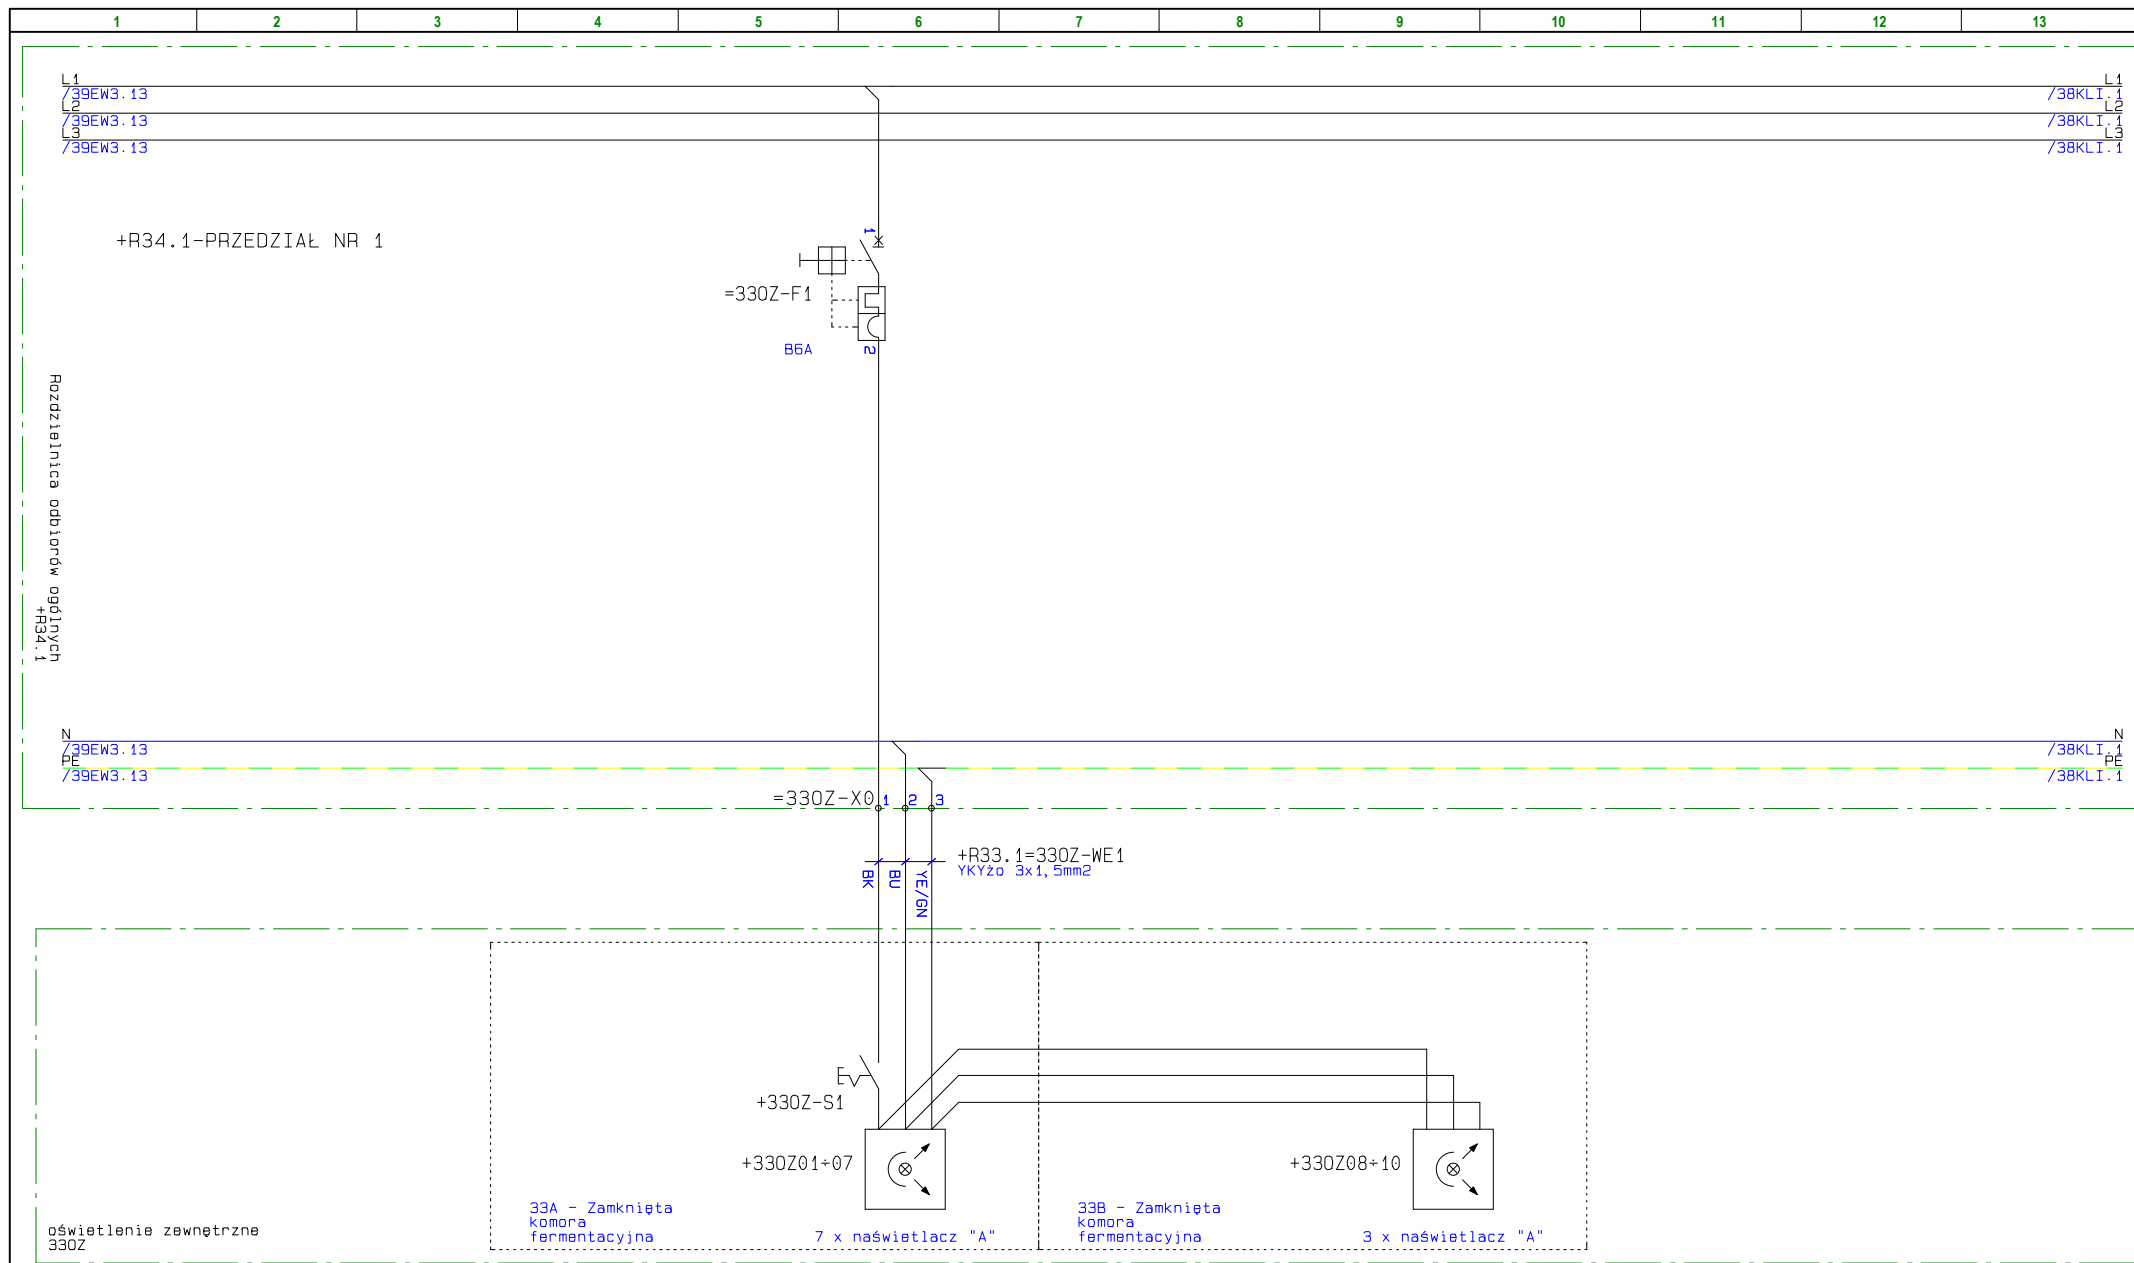 1 2 3 4 5 6 7 8 9 10 11 12 13
L1
/39EW3.13
L2
/39EW3.13
L3
/39EW3.13
L1
/38KLI.1
L2
/38KLI.1
L3
/38KLI.1
+R34.1-PRZEDZIAŁ NR 1
1
=33OZ-F1
B6A
2
Rozdzielnica odbiorów ogólnych
+R34.1
N
/39EW3.13
PE
/39EW3.13
N
/38KLI.1
PE
/38KLI.1
=33OZ-X0 1 2 3
+R33.1=33OZ-WE1
YKYżo 3x1,5mm2
BK
BU
YE/GN
+33OZ-S1
+33OZ01÷07
+33OZ08÷10
33A - Zamknięta
komora
fermentacyjna
7 x naświetlacz "A"
33B - Zamknięta
komora
fermentacyjna
3 x naświetlacz "A"
oświetlenie zewnętrzne
33OZ